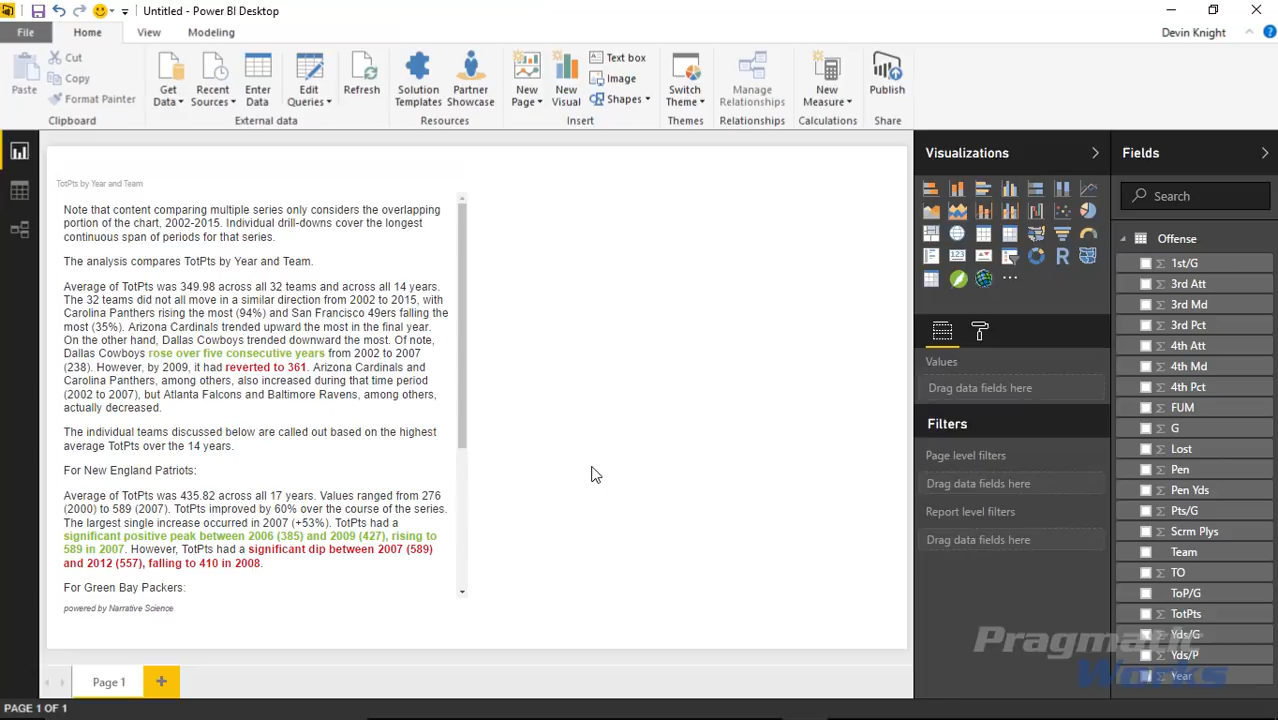 Untitled - Power BI Desktop
File
Home
View
Modeling
Devin Knight
Paste
Cut
Copy
Format Painter
Clipboard
Get Data
Recent Sources
Enter Data
Edit Queries
Refresh
External data
Solution Templates
Partner Showcase
Resources
New Page
New Visual
Text box
Image
Shapes
Insert
Switch Theme
Themes
Manage Relationships
Relationships
New Measure
Calculations
Publish
Share
TotPts by Year and Team
Note that content comparing multiple series only considers the overlapping
portion of the chart, 2002-2015. Individual drill-downs cover the longest
continuous span of periods for that series.
The analysis compares TotPts by Year and Team.
Average of TotPts was 349.98 across all 32 teams and across all 14 years.
The 32 teams did not all move in a similar direction from 2002 to 2015, with
Carolina Panthers rising the most (94%) and San Francisco 49ers falling the
most (35%). Arizona Cardinals trended upward the most in the final year.
On the other hand, Dallas Cowboys trended downward the most. Of note,
Dallas Cowboys rose over five consecutive years from 2002 to 2007
(238). However, by 2009, it had reverted to 361. Arizona Cardinals and
Carolina Panthers, among others, also increased during that time period
(2002 to 2007), but Atlanta Falcons and Baltimore Ravens, among others,
actually decreased.
The individual teams discussed below are called out based on the highest
average TotPts over the 14 years.
For New England Patriots:
Average of TotPts was 435.82 across all 17 years. Values ranged from 276
(2000) to 589 (2007). TotPts improved by 60% over the course of the series.
The largest single increase occurred in 2007 (+53%). TotPts had a
significant positive peak between 2006 (385) and 2009 (427), rising to
589 in 2007. However, TotPts had a significant dip between 2007 (589)
and 2012 (557), falling to 410 in 2008.
For Green Bay Packers:
powered by Narrative Science
Visualizations
R
Values
Drag data fields here
Filters
Page level filters
Drag data fields here
Report level filters
Drag data fields here
Fields
Search
Offense
1st/G
3rd Att
3rd Md
3rd Pct
4th Att
4th Md
4th Pct
FUM
G
Lost
Pen
Pen Yds
Pts/G
Scrm Plys
Team
TO
ToP/G
TotPts
Yds/G
Yds/P
Year
Pragmatic
Works
Page 1
PAGE 1 OF 1